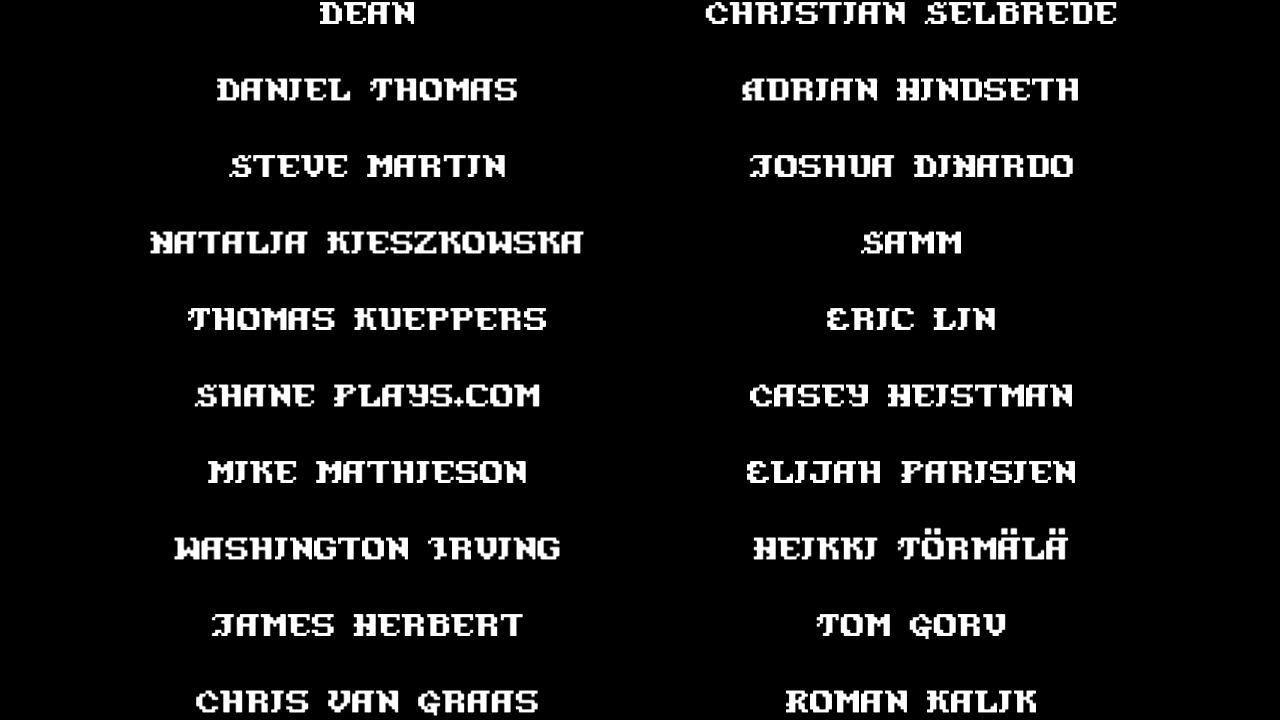 DEAN
CHRISTIAN SELBREDE
DANIEL THOMAS
ADRIAN HINDSETH
STEVE MARTIN
JOSHUA DINARDO
NATALIA KIESZKOWSKA
SAMM
THOMAS KUEPPERS
ERIC LIN
SHANE PLAYS.COM
CASEY HEISTMAN
MIKE MATHIESON
ELIJAH PARISIEN
WASHINGTON IRVING
HEIKKI TÖRMÄLÄ
JAMES HERBERT
TOM GORV
CHRIS VAN GRAAS
ROMAN KALIK